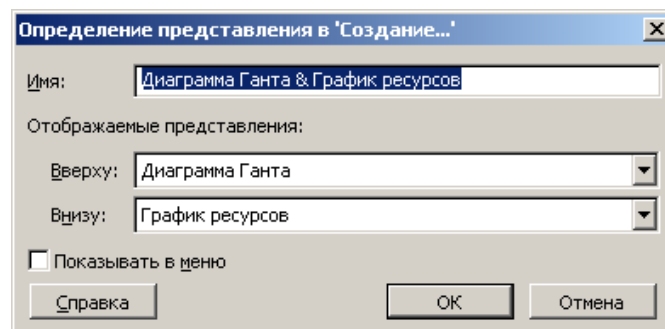 Определение представления в 'Создание...'
Имя: Диаграмма Ганта & График ресурсов
Отображаемые представления:
Вверху: Диаграмма Ганта
Внизу: График ресурсов
Показывать в меню
Справка ОК Отмена